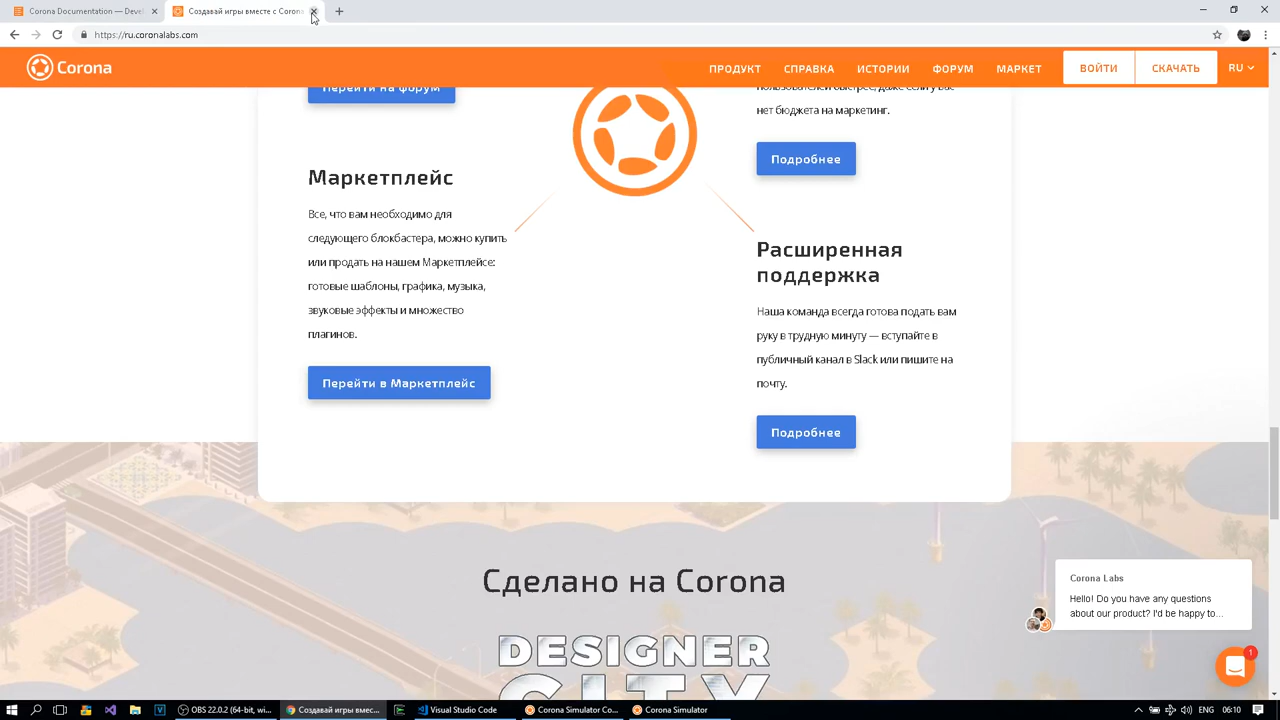 Corona Documentation — Devel
Создавай игры вместе с Corona
https://ru.coronalabs.com
Corona
ПРОДУКТ
СПРАВКА
ИСТОРИИ
ФОРУМ
МАРКЕТ
ВОЙТИ
СКАЧАТЬ
RU
Перейти на форум
нет бюджета на маркетинг.
Подробнее
Маркетплейс
Все, что вам необходимо для
следующего блокбастера, можно купить
или продать на нашем Маркетплейсе:
готовые шаблоны, графика, музыка,
звуковые эффекты и множество
плагинов.
Перейти в Маркетплейс
Расширенная
поддержка
Наша команда всегда готова подать вам
руку в трудную минуту — вступайте в
публичный канал в Slack или пишите на
почту.
Подробнее
Сделано на Corona
DESIGNER
CITY
Corona Labs
Hello! Do you have any questions
about our product? I'd be happy to...
1
OBS 22.0.2 (64-bit, wi...
Создавай игры вмес...
Visual Studio Code
Corona Simulator Co...
Corona Simulator
ENG
06:10